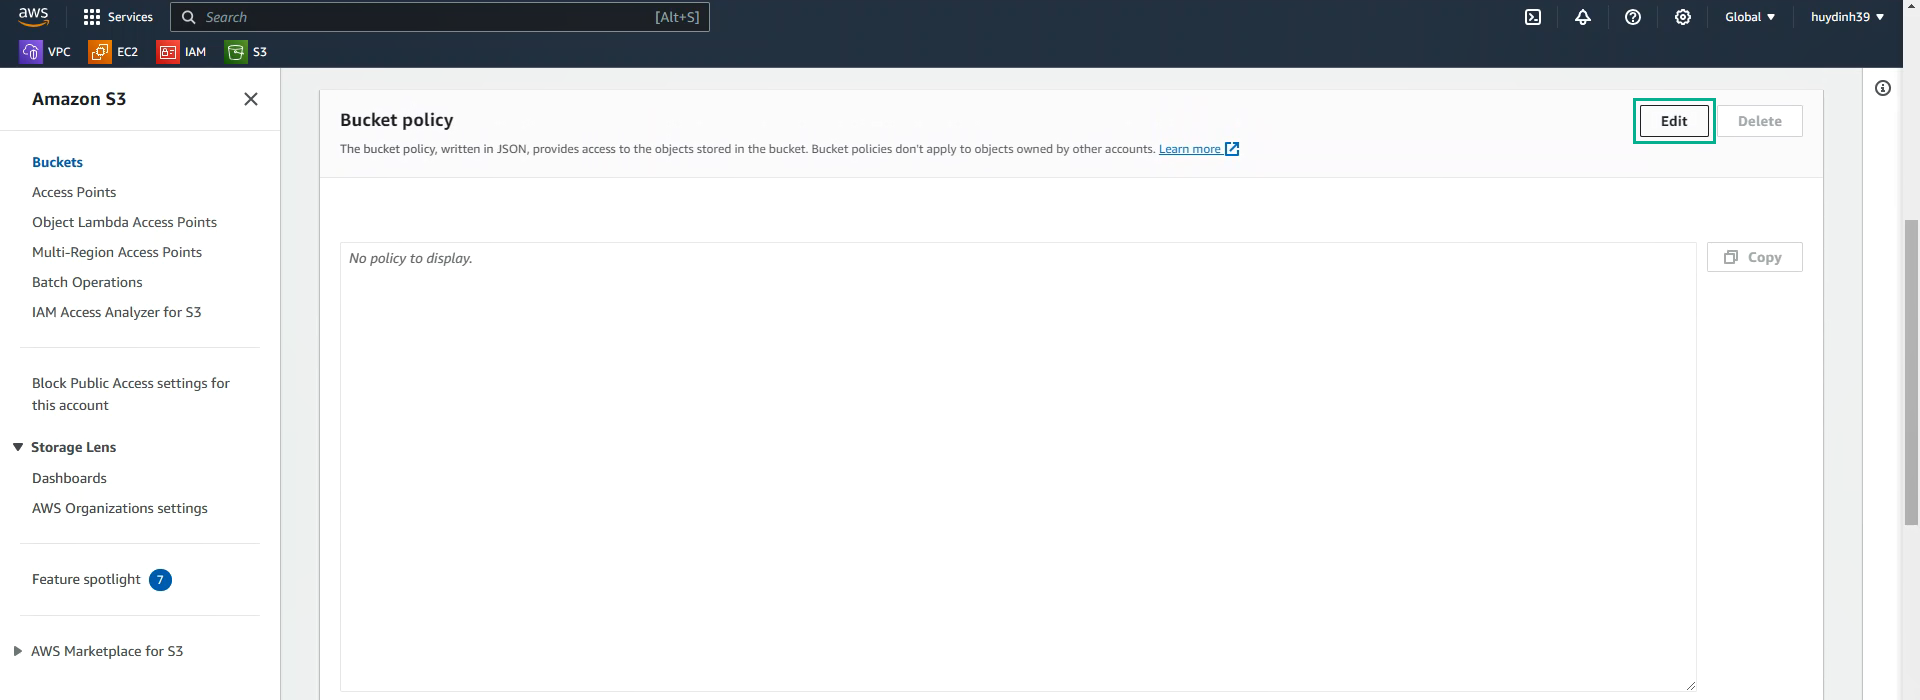 aws
Services
Search [Alt+S]
Global
huydinh39
VPC EC2 IAM S3
Amazon S3
Buckets
Access Points
Object Lambda Access Points
Multi-Region Access Points
Batch Operations
IAM Access Analyzer for S3
Block Public Access settings for
this account
Storage Lens
Dashboards
AWS Organizations settings
Feature spotlight 7
AWS Marketplace for S3
Bucket policy
Edit Delete
The bucket policy, written in JSON, provides access to the objects stored in the bucket. Bucket policies don't apply to objects owned by other accounts. Learn more
No policy to display.
Copy